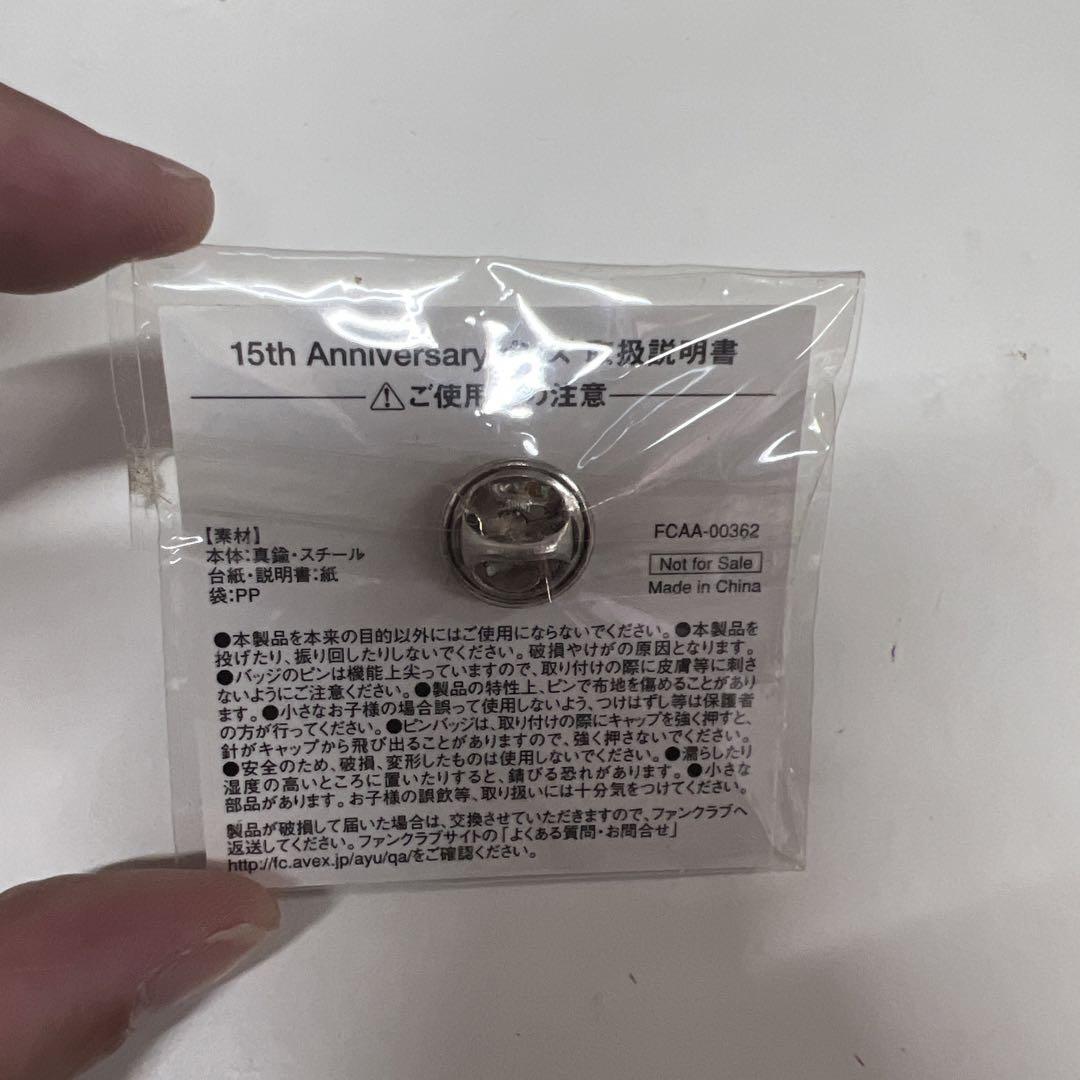 15th Anniversary 取扱説明書
⚠ご使用 の注意
【素材】
本体:真鍮・スチール
台紙・説明書:紙
袋:PP
FCAA-00362
Not for Sale
Made in China
●本製品を本来の目的以外にはご使用にならないでください。●本製品を
投げたり、振り回したりしないでください。破損やけがの原因となります。
●バッジのピンは機能上尖っていますので、取り付けの際に皮膚等に刺さ
ないようにご注意ください。●製品の特性上、ピンで布地を傷めることがあり
ます。●小さなお子様の場合誤って使用しないよう、つけはずし等は保護者
の方が行ってください。●ピンバッジは、取り付けの際にキャップを強く押すと、
針がキャップから飛び出ることがありますので、強く押さないでください。
●安全のため、破損、変形したものは使用しないでください。●濡らしたり
湿度の高いところに置いたりすると、錆びる恐れがあります。●小さな
部品があります。お子様の誤飲等、取り扱いには十分気をつけてください。
製品が破損して届いた場合は、交換させていただきますので、ファンクラブへ
返送してください。ファンクラブサイトの「よくある質問・お問合せ」
http://fc.avex.jp/ayu/qa/をご確認ください。